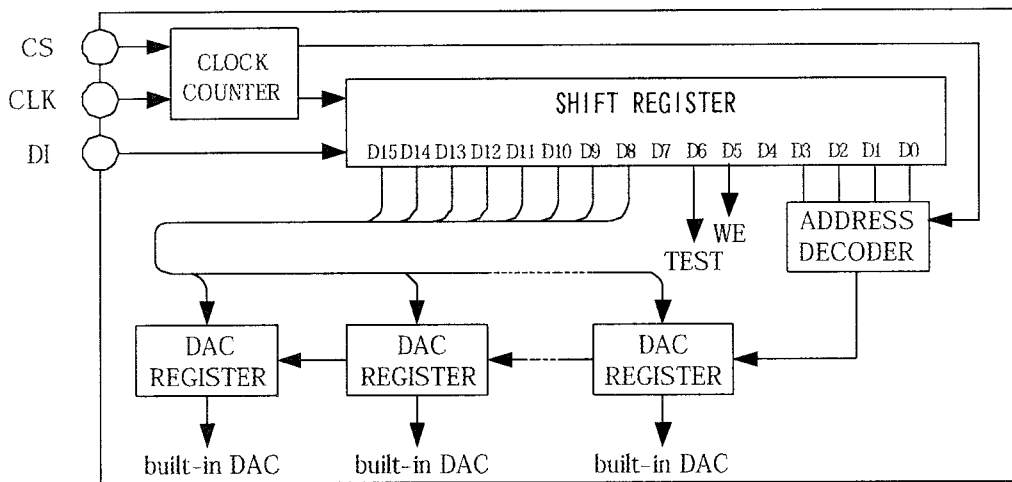 CS
CLK
DI
CLOCK
COUNTER
SHIFT REGISTER
D15 D14 D13 D12 D11 D10 D9 D8 D7 D6 D5 D4 D3 D2 D1 D0
WE
TEST
ADDRESS
DECODER
DAC
REGISTER
DAC
REGISTER
DAC
REGISTER
built-in DAC
built-in DAC
built-in DAC